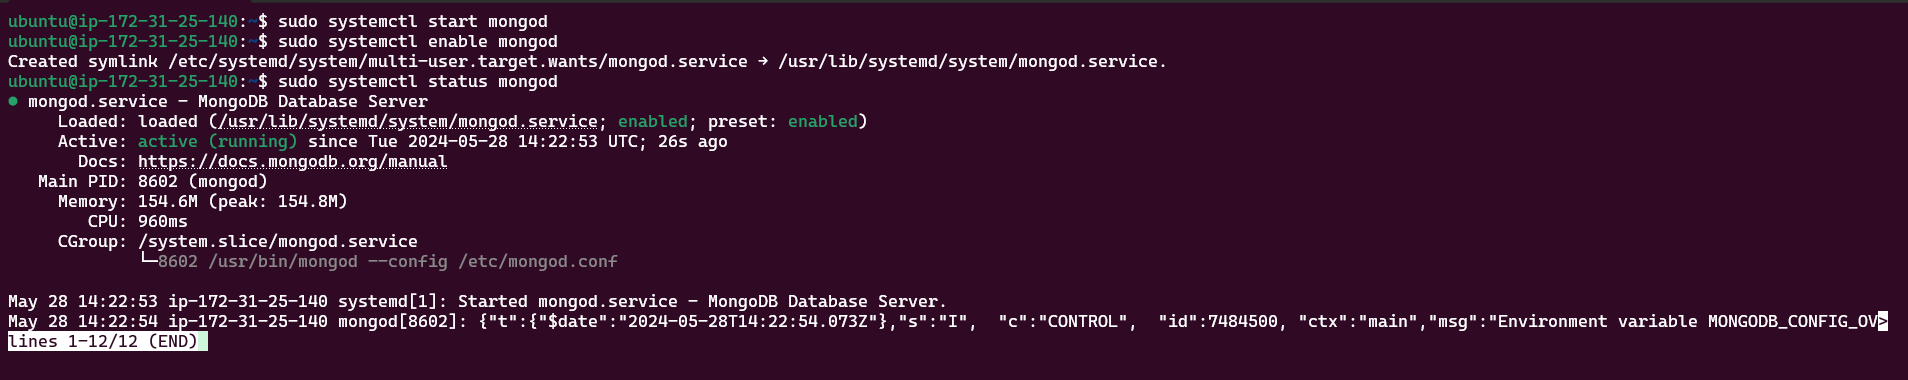 ubuntu@ip-172-31-25-140:~$ sudo systemctl start mongod
ubuntu@ip-172-31-25-140:~$ sudo systemctl enable mongod
Created symlink /etc/systemd/system/multi-user.target.wants/mongod.service → /usr/lib/systemd/system/mongod.service.
ubuntu@ip-172-31-25-140:~$ sudo systemctl status mongod
● mongod.service - MongoDB Database Server
     Loaded: loaded (/usr/lib/systemd/system/mongod.service; enabled; preset: enabled)
     Active: active (running) since Tue 2024-05-28 14:22:53 UTC; 26s ago
       Docs: https://docs.mongodb.org/manual
   Main PID: 8602 (mongod)
     Memory: 154.6M (peak: 154.8M)
        CPU: 960ms
     CGroup: /system.slice/mongod.service
             └─8602 /usr/bin/mongod --config /etc/mongod.conf
May 28 14:22:53 ip-172-31-25-140 systemd[1]: Started mongod.service - MongoDB Database Server.
May 28 14:22:54 ip-172-31-25-140 mongod[8602]: {"t":{"$date":"2024-05-28T14:22:54.073Z"},"s":"I",  "c":"CONTROL",  "id":7484500, "ctx":"main","msg":"Environment variable MONGODB_CONFIG_OV>
lines 1-12/12 (END)